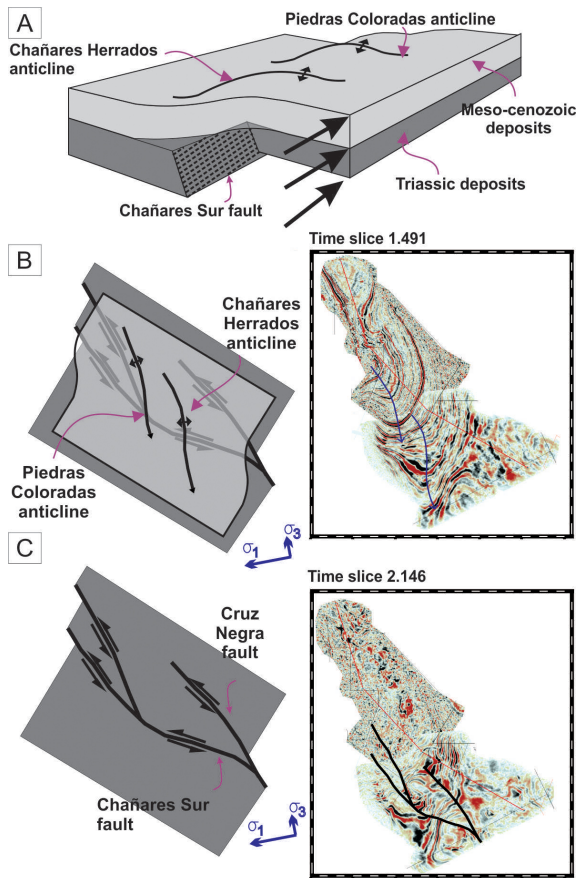 A
Piedras Coloradas anticline
Chañares Herrados
anticline
Meso-cenozoic
deposits
Triassic deposits
Chañares Sur fault
B
Time slice 1.491
Chañares
Herrados
anticline
Piedras
Coloradas
anticline
σ1
σ3
C
Time slice 2.146
Cruz
Negra
fault
Chañares Sur
fault
σ1
σ3